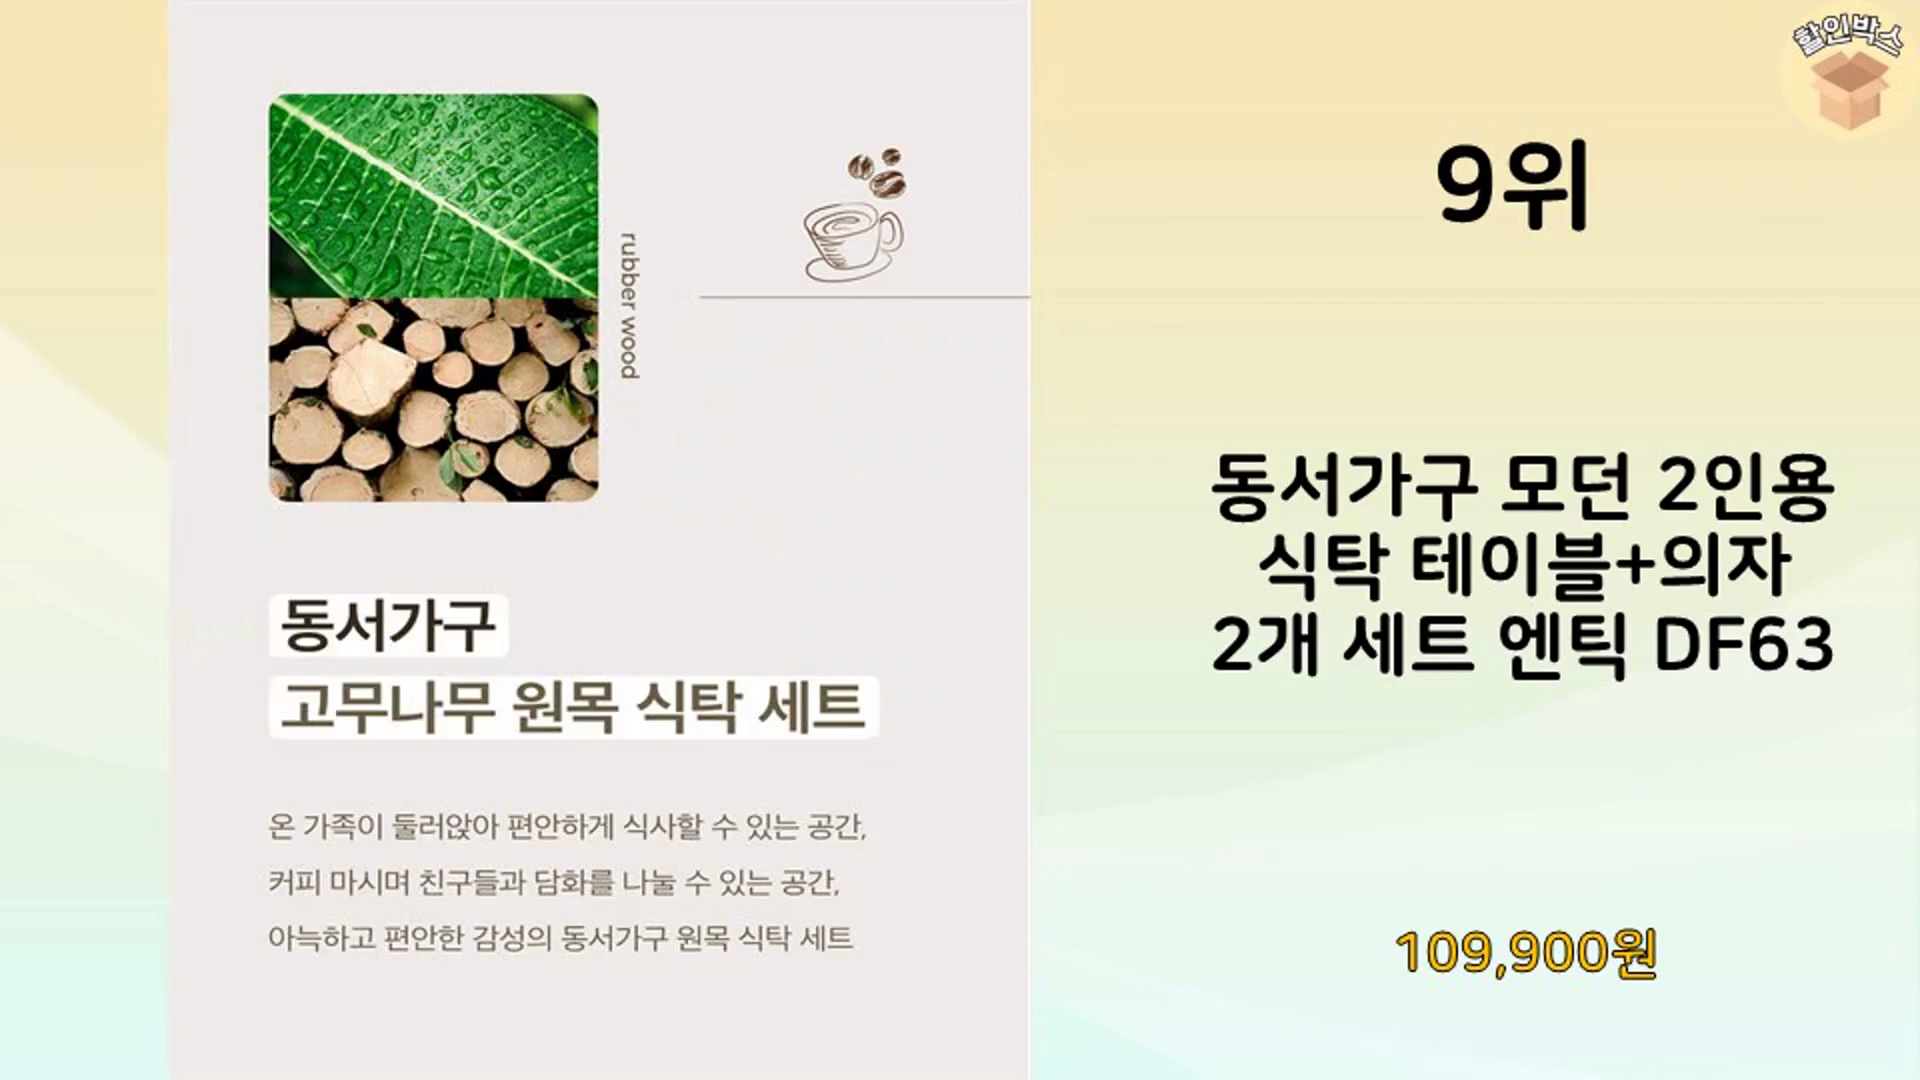 rubber wood
동서가구
고무나무 원목 식탁 세트
온 가족이 둘러앉아 편안하게 식사할 수 있는 공간,
커피 마시며 친구들과 담화를 나눌 수 있는 공간,
아늑하고 편안한 감성의 동서가구 원목 식탁 세트
할인박스
9위
동서가구 모던 2인용
식탁 테이블+의자
2개 세트 엔틱 DF63
109,900원